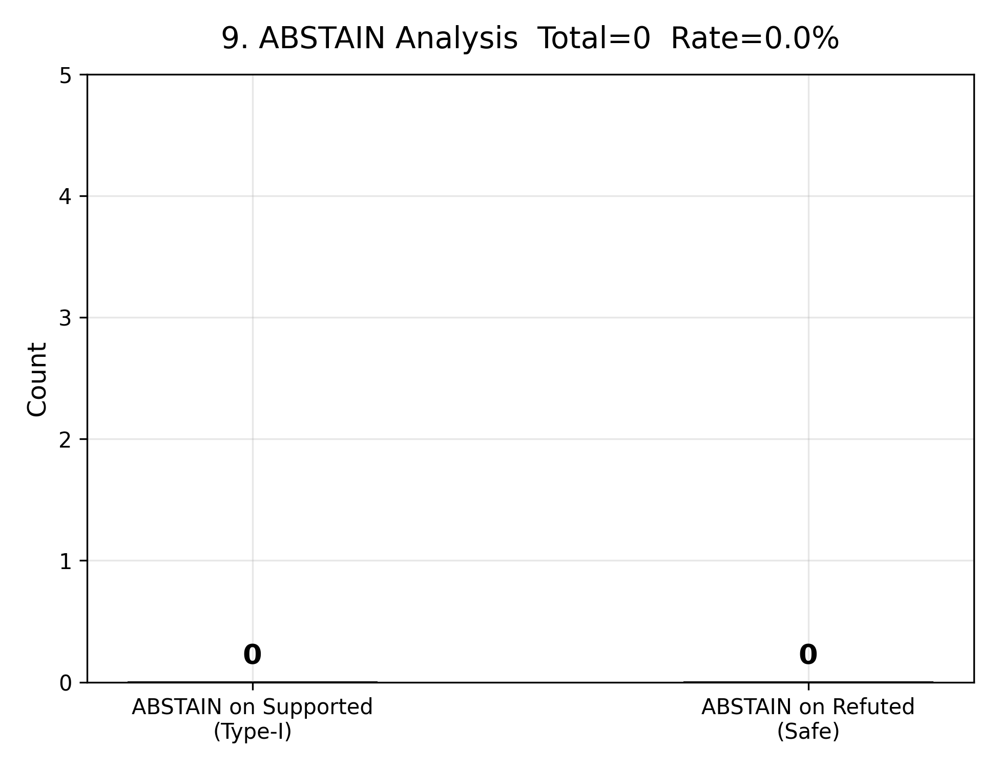 9. ABSTAIN Analysis  Total=0  Rate=0.0%
5
4
3
2
1
0
Count
0
0
ABSTAIN on Supported
(Type-I)
ABSTAIN on Refuted
(Safe)